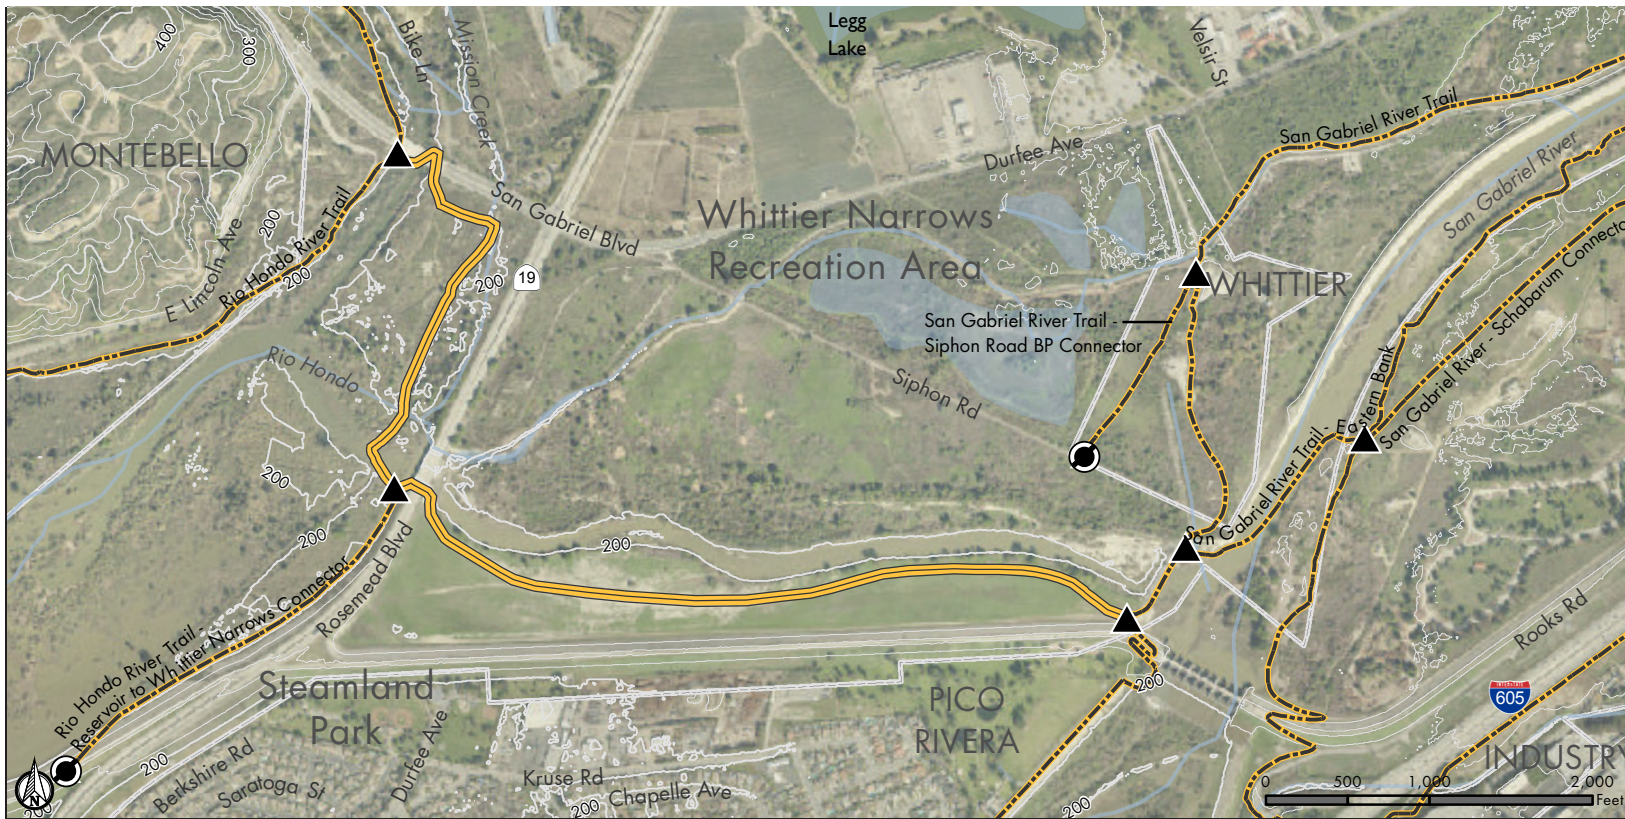 Legg
Lake
400
300
Bike Ln
Mission Creek
Velsir St
MONTEBELLO
San Gabriel River Trail
Durfee Ave
San Gabriel River
San Gabriel Blvd
Whittier Narrows
Recreation Area
200
E Lincoln Ave
Rio Hondo River Trail
200
200
19
WHITTIER
San Gabriel River - Schabarum Connecto
San Gabriel River Trail -
Siphon Road BP Connector
Rio Hondo
Siphon Rd
San Gabriel River Trail - Eastern Bank
200
200
200
Rosemead Blvd
Rio Hondo River Trail -
Reservoir to Whittier Narrows Connector
Rooks Rd
Steamland
Park
200
PICO
RIVERA
INTERSTATE
605
INDUSTRY
Durfee Ave
200
Berkshire Rd
Saratoga St
Kruse Rd
Chapelle Ave
200
200
200
N
0
500
1,000
2,000
Feet